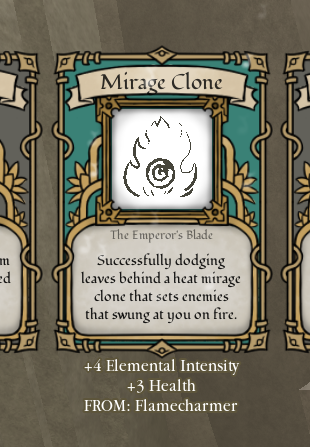 Mirage Clone
The Emperor's Blade
Successfully dodging
leaves behind a heat mirage
clone that sets enemies
that swung at you on fire.
+4 Elemental Intensity
+3 Health
FROM: Flamecharmer